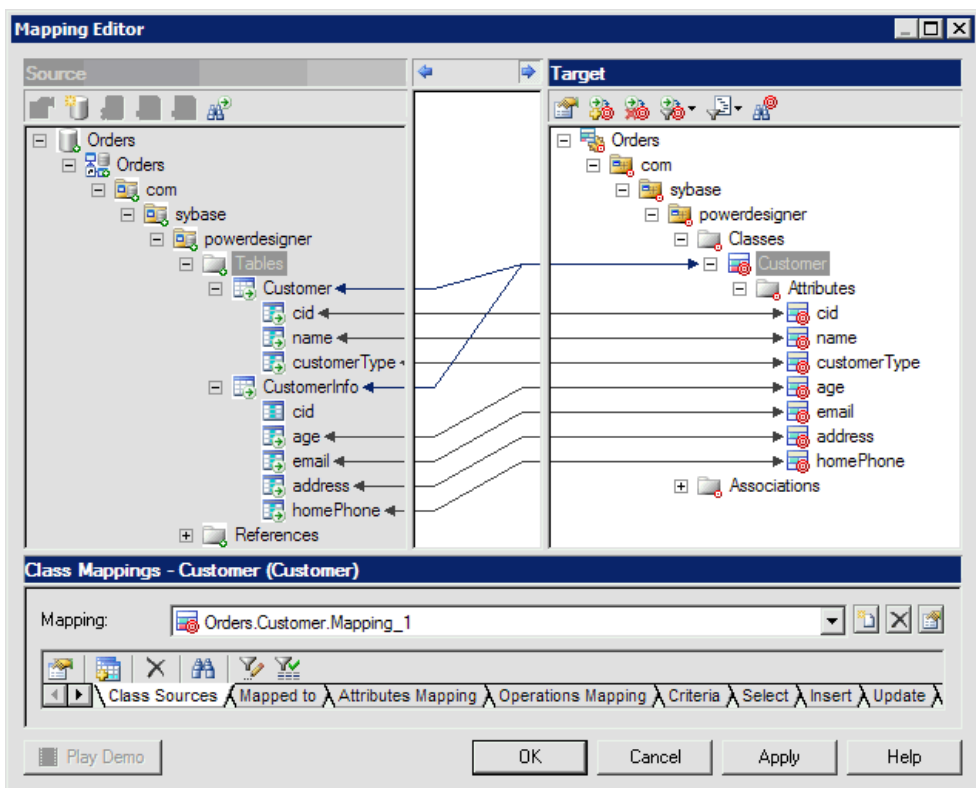 Mapping Editor
Source
Target
Orders
Orders
com
sybase
powerdesigner
Tables
Customer
cid
name
customerType
CustomerInfo
cid
age
email
address
homePhone
References
Orders
com
sybase
powerdesigner
Classes
Customer
Attributes
cid
name
customerType
age
email
address
homePhone
Associations
Class Mappings - Customer (Customer)
Mapping: Orders.Customer.Mapping_1
Class Sources Mapped to Attributes Mapping Operations Mapping Criteria Select Insert Update
Play Demo OK Cancel Apply Help